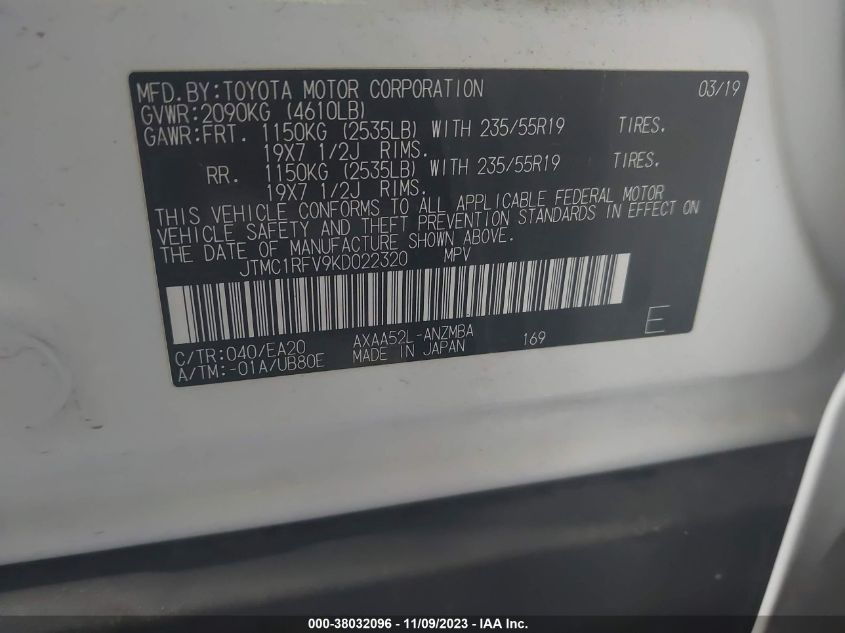 MFD.BY:TOYOTA MOTOR CORPORATION 03/19
GVWR:2090KG (4610LB)
GAWR:FRT. 1150KG (2535LB) WITH 235/55R19 TIRES.
19X7 1/2J RIMS.
RR. 1150KG (2535LB) WITH 235/55R19 TIRES.
19X7 1/2J RIMS.
THIS VEHICLE CONFORMS TO ALL APPLICABLE FEDERAL MOTOR
VEHICLE SAFETY AND THEFT PREVENTION STANDARDS IN EFFECT ON
THE DATE OF MANUFACTURE SHOWN ABOVE.
JTMC1RFV9KD022320 MPV
E
C/TR:040/EA20 AXAA52L-ANZMBA 169
A/TM:-01A/UB80E MADE IN JAPAN
000-38032096 - 11/09/2023 - IAA Inc.